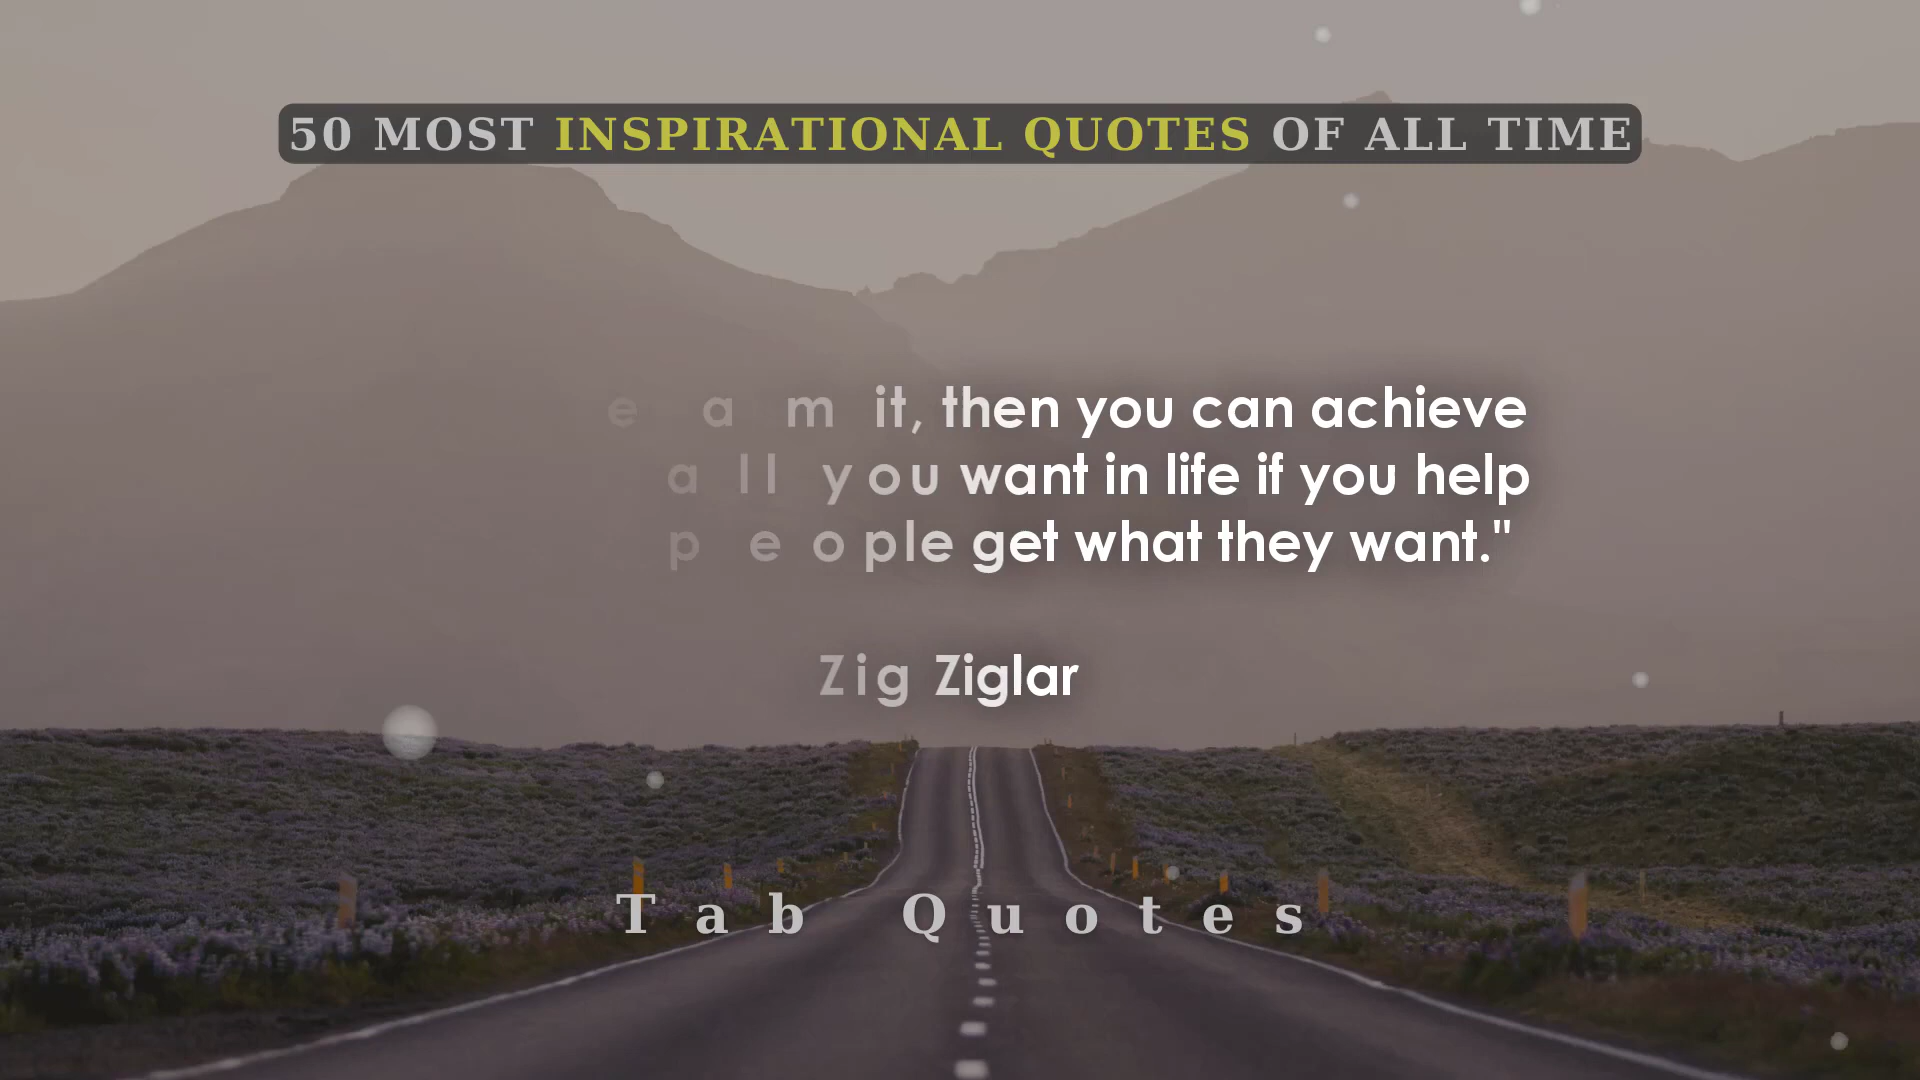 50 MOST INSPIRATIONAL QUOTES OF ALL TIME
it, then you can achieve
all you want in life if you help
people get what they want."
Zig Ziglar
Tab Quotes